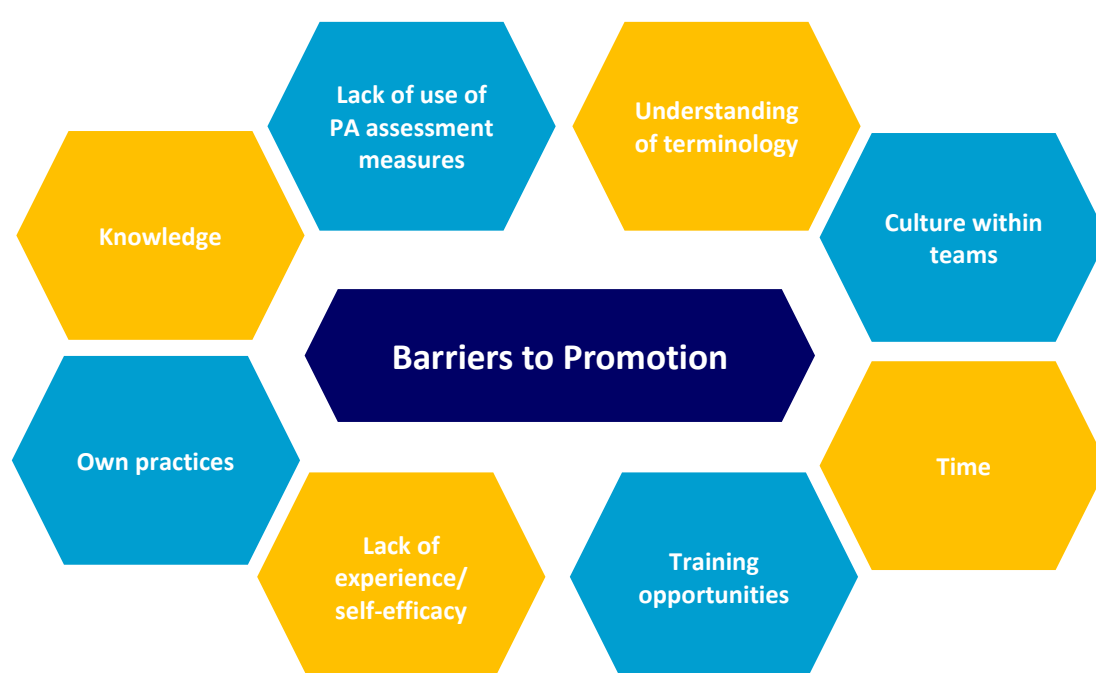 Lack of use of
PA assessment
measures
Understanding
of terminology
Knowledge
Culture within
teams
Barriers to Promotion
Own practices
Time
Lack of
experience/
self-efficacy
Training
opportunities